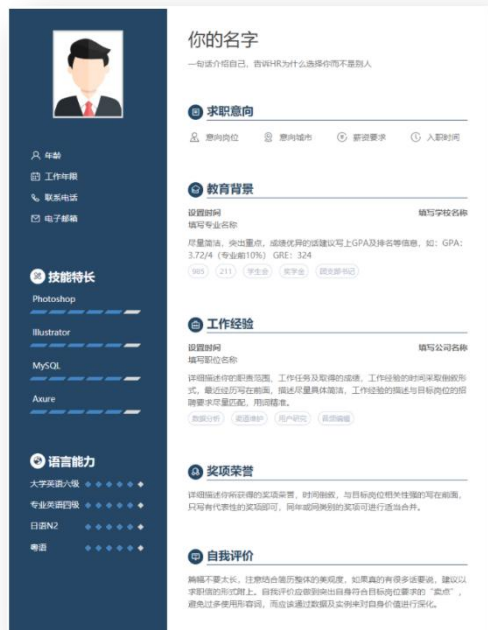 年龄
工作年限
联系电话
电子邮箱
技能特长
Photoshop
Illustrator
MySQL
Axure
语言能力
大学英语六级
专业英语四级
日语N2
粤语
你的名字
一句话介绍自己，告诉HR为什么选择你而不是别人
求职意向
意向岗位 意向城市 薪资要求 入职时间
教育背景
设置时间 填写学校名称
填写专业名称
尽量简洁，突出重点，成绩优异的话建议写上GPA及排名等信息，如：GPA：
3.72/4（专业前10%） GRE：324
985 211 学生会 奖学金 团支部书记
工作经验
设置时间 填写公司名称
填写职位名称
详细描述你的职责范围、工作任务及取得的成绩，工作经验的时间采取倒叙形
式，最近经历写在前面，描述尽量具体简洁，工作经验的描述与目标岗位的招
聘要求尽量匹配，用词精准。
数据分析 渠道维护 用户研究 音频编辑
奖项荣誉
详细描述你所获得的奖项荣誉，时间倒叙，与目标岗位相关性强的写在前面，
只写有代表性的奖项即可，同年或同类别的奖项可进行适当合并。
自我评价
篇幅不要太长，注意结合简历整体的美观度，如果真的有很多话要说，建议以
求职信的形式附上。自我评价应做到突出自身符合目标岗位要求的“卖点”，
避免过多使用形容词，而应该通过数据及实例来对自身价值进行深化。